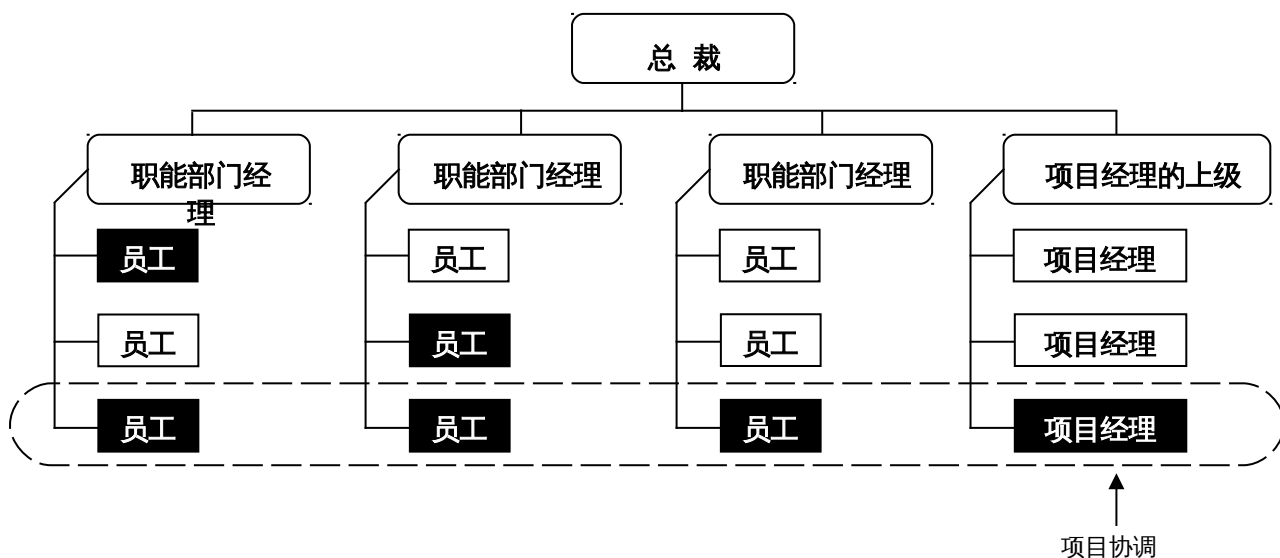 总 裁
职能部门经
理
职能部门经理
职能部门经理
项目经理的上级
员工
员工
员工
项目经理
员工
员工
员工
项目经理
员工
员工
员工
项目经理
项目协调